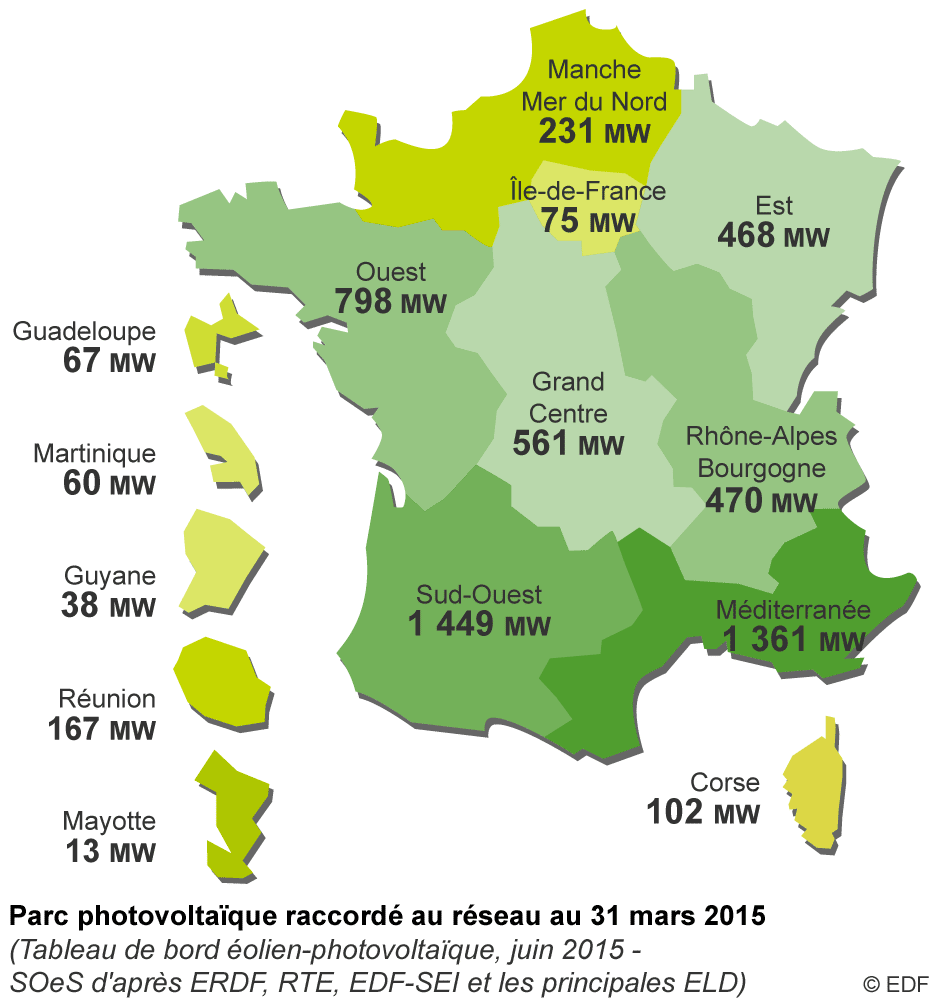 Manche
Mer du Nord
231 MW
Île-de-France
75 MW
Est
468 MW
Ouest
798 MW
Guadeloupe
67 MW
Grand
Centre
561 MW
Martinique
60 MW
Rhône-Alpes
Bourgogne
470 MW
Guyane
38 MW
Sud-Ouest
1 449 MW
Méditerranée
1 361 MW
Réunion
167 MW
Corse
102 MW
Mayotte
13 MW
Parc photovoltaïque raccordé au réseau au 31 mars 2015
(Tableau de bord éolien-photovoltaïque, juin 2015 -
SOeS d'après ERDF, RTE, EDF-SEI et les principales ELD)
© EDF